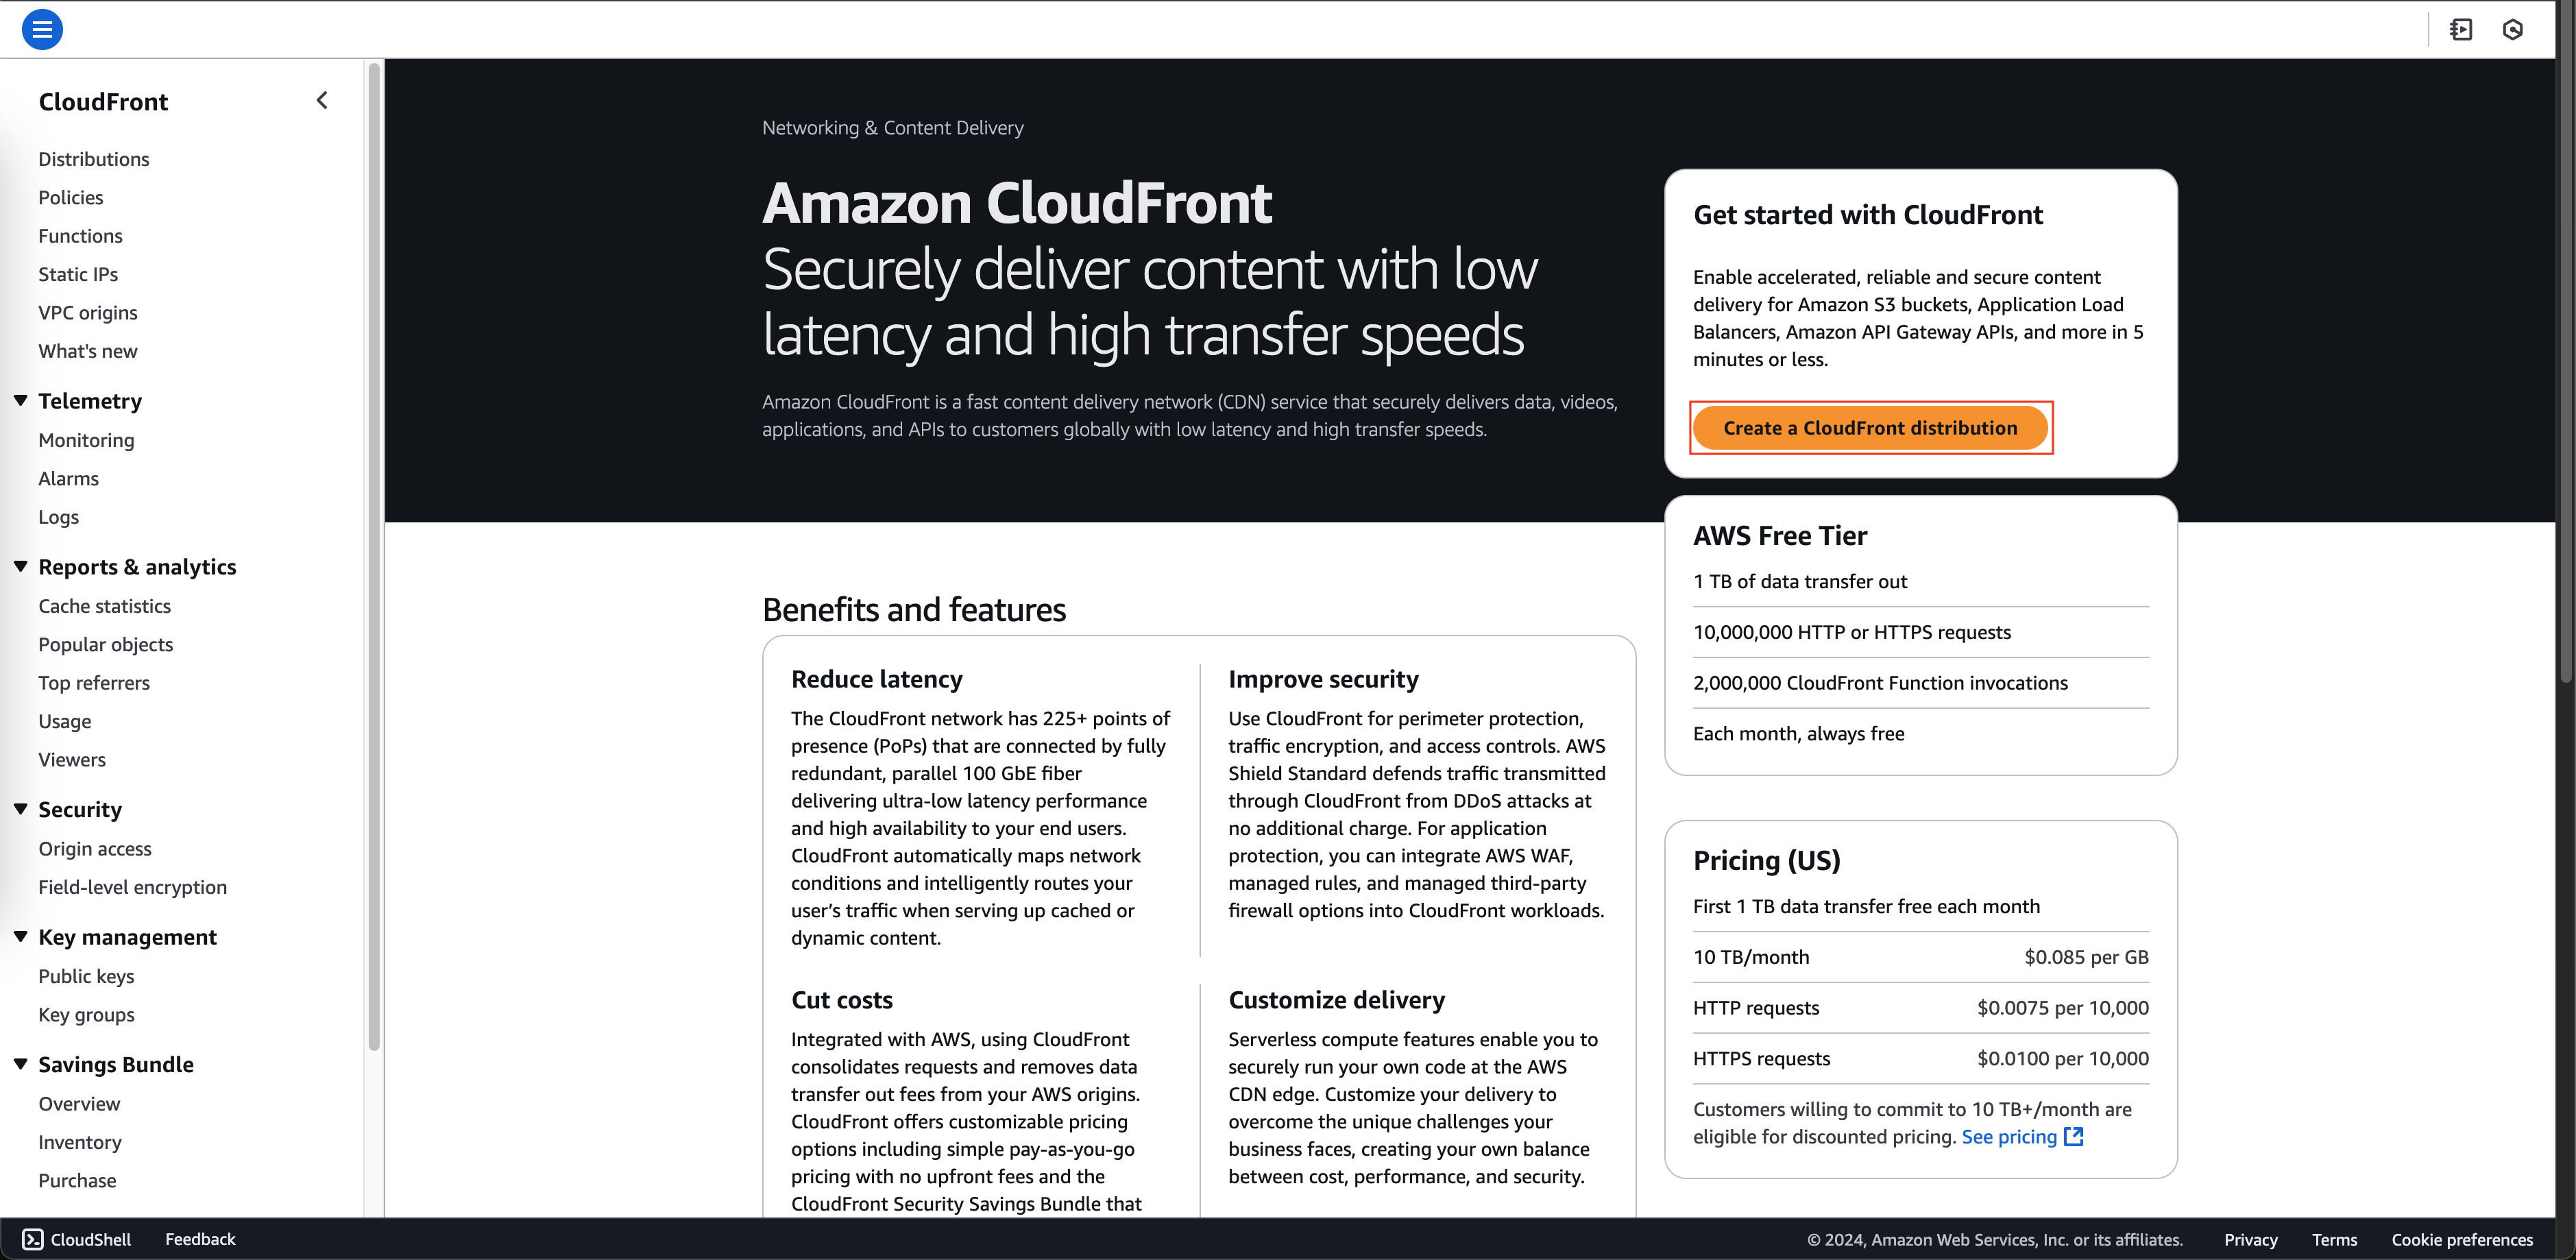 CloudFront
Distributions
Policies
Functions
Static IPs
VPC origins
What's new
Telemetry
Monitoring
Alarms
Logs
Reports & analytics
Cache statistics
Popular objects
Top referrers
Usage
Viewers
Security
Origin access
Field-level encryption
Key management
Public keys
Key groups
Savings Bundle
Overview
Inventory
Purchase
Networking & Content Delivery
Amazon CloudFront
Securely deliver content with low
latency and high transfer speeds
Amazon CloudFront is a fast content delivery network (CDN) service that securely delivers data, videos,
applications, and APIs to customers globally with low latency and high transfer speeds.
Get started with CloudFront
Enable accelerated, reliable and secure content
delivery for Amazon S3 buckets, Application Load
Balancers, Amazon API Gateway APIs, and more in 5
minutes or less.
Create a CloudFront distribution
AWS Free Tier
1 TB of data transfer out
10,000,000 HTTP or HTTPS requests
2,000,000 CloudFront Function invocations
Each month, always free
Benefits and features
Reduce latency
The CloudFront network has 225+ points of
presence (PoPs) that are connected by fully
redundant, parallel 100 GbE fiber
delivering ultra-low latency performance
and high availability to your end users.
CloudFront automatically maps network
conditions and intelligently routes your
user's traffic when serving up cached or
dynamic content.
Improve security
Use CloudFront for perimeter protection,
traffic encryption, and access controls. AWS
Shield Standard defends traffic transmitted
through CloudFront from DDoS attacks at
no additional charge. For application
protection, you can integrate AWS WAF,
managed rules, and managed third-party
firewall options into CloudFront workloads.
Cut costs
Integrated with AWS, using CloudFront
consolidates requests and removes data
transfer out fees from your AWS origins.
CloudFront offers customizable pricing
options including simple pay-as-you-go
pricing with no upfront fees and the
CloudFront Security Savings Bundle that
Customize delivery
Serverless compute features enable you to
securely run your own code at the AWS
CDN edge. Customize your delivery to
overcome the unique challenges your
business faces, creating your own balance
between cost, performance, and security.
Pricing (US)
First 1 TB data transfer free each month
10 TB/month $0.085 per GB
HTTP requests $0.0075 per 10,000
HTTPS requests $0.0100 per 10,000
Customers willing to commit to 10 TB+/month are
eligible for discounted pricing. See pricing
CloudShell Feedback © 2024, Amazon Web Services, Inc. or its affiliates. Privacy Terms Cookie preferences